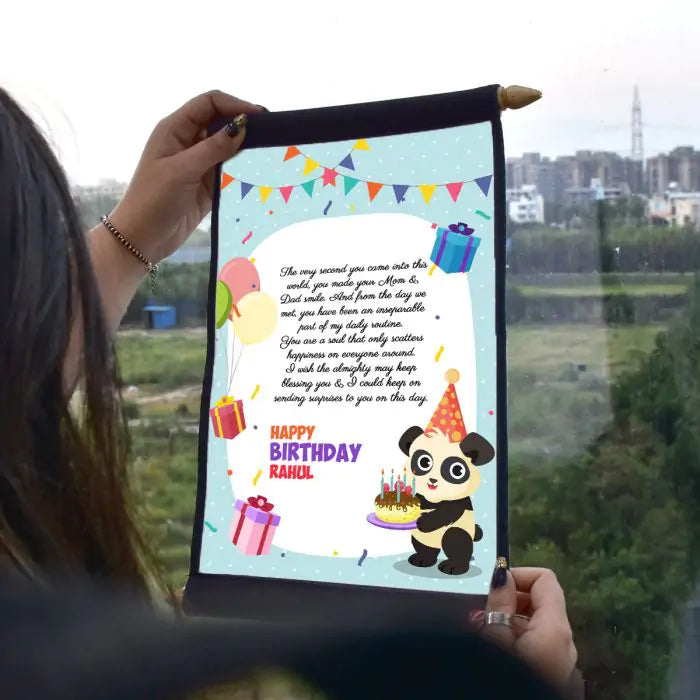 The very second you came into this
world, you made your Mom &
Dad smile. And from the day we
met, you have been an inseparable
part of my daily routine.
You are a soul that only scatters
happiness on everyone around.
I wish the almighty may keep
blessing you & I could keep on
sending surprises to you on this day.
HAPPY
BIRTHDAY
RAHUL